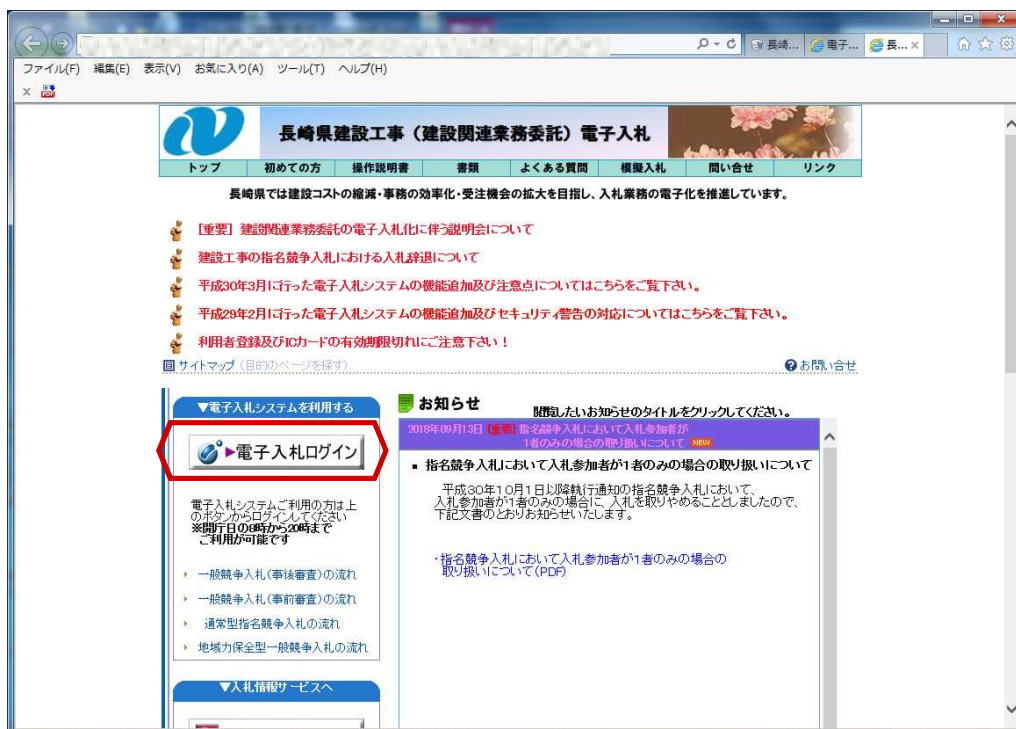 長崎... 電子... 長... ×
ファイル(F) 編集(E) 表示(V) お気に入り(A) ツール(T) ヘルプ(H)
×
長崎県建設工事（建設関連業務委託）電子入札
トップ 初めての方 操作説明書 書類 よくある質問 模擬入札 問い合せ リンク
長崎県では建設コストの縮減・事務の効率化・受注機会の拡大を目指し、入札業務の電子化を推進しています。
［重要］建設関連業務委託の電子入札化に伴う説明会について
建設工事の指名競争入札における入札辞退について
平成30年3月に行った電子入札システムの機能追加及び注意点についてはこちらをご覧下さい。
平成29年2月に行った電子入札システムの機能追加及びセキュリティ警告の対応についてはこちらをご覧下さい。
利用者登録及びICカードの有効期限切れにご注意下さい！
サイトマップ（目的のページを探す） お問い合せ
▼電子入札システムを利用する
電子入札ログイン
電子入札システムご利用の方は上
のボタンからログインしてください
※開庁日の8時から20時まで
ご利用が可能です
一般競争入札(事後審査)の流れ
一般競争入札(事前審査)の流れ
通常型指名競争入札の流れ
地域力保全型一般競争入札の流れ
▼入札情報サービスへ
お知らせ 閲覧したいお知らせのタイトルをクリックしてください。
2018年09月13日 [重要] 指名競争入札において入札参加者が
1者のみの場合の取り扱いについて NEW
■ 指名競争入札において入札参加者が1者のみの場合の取り扱いについて
平成30年10月1日以降執行通知の指名競争入札において、
入札参加者が1者のみの場合に、入札を取りやめることとしましたので、
下記文書のとおりお知らせいたします。
・指名競争入札において入札参加者が1者のみの場合の
取り扱いについて(PDF)